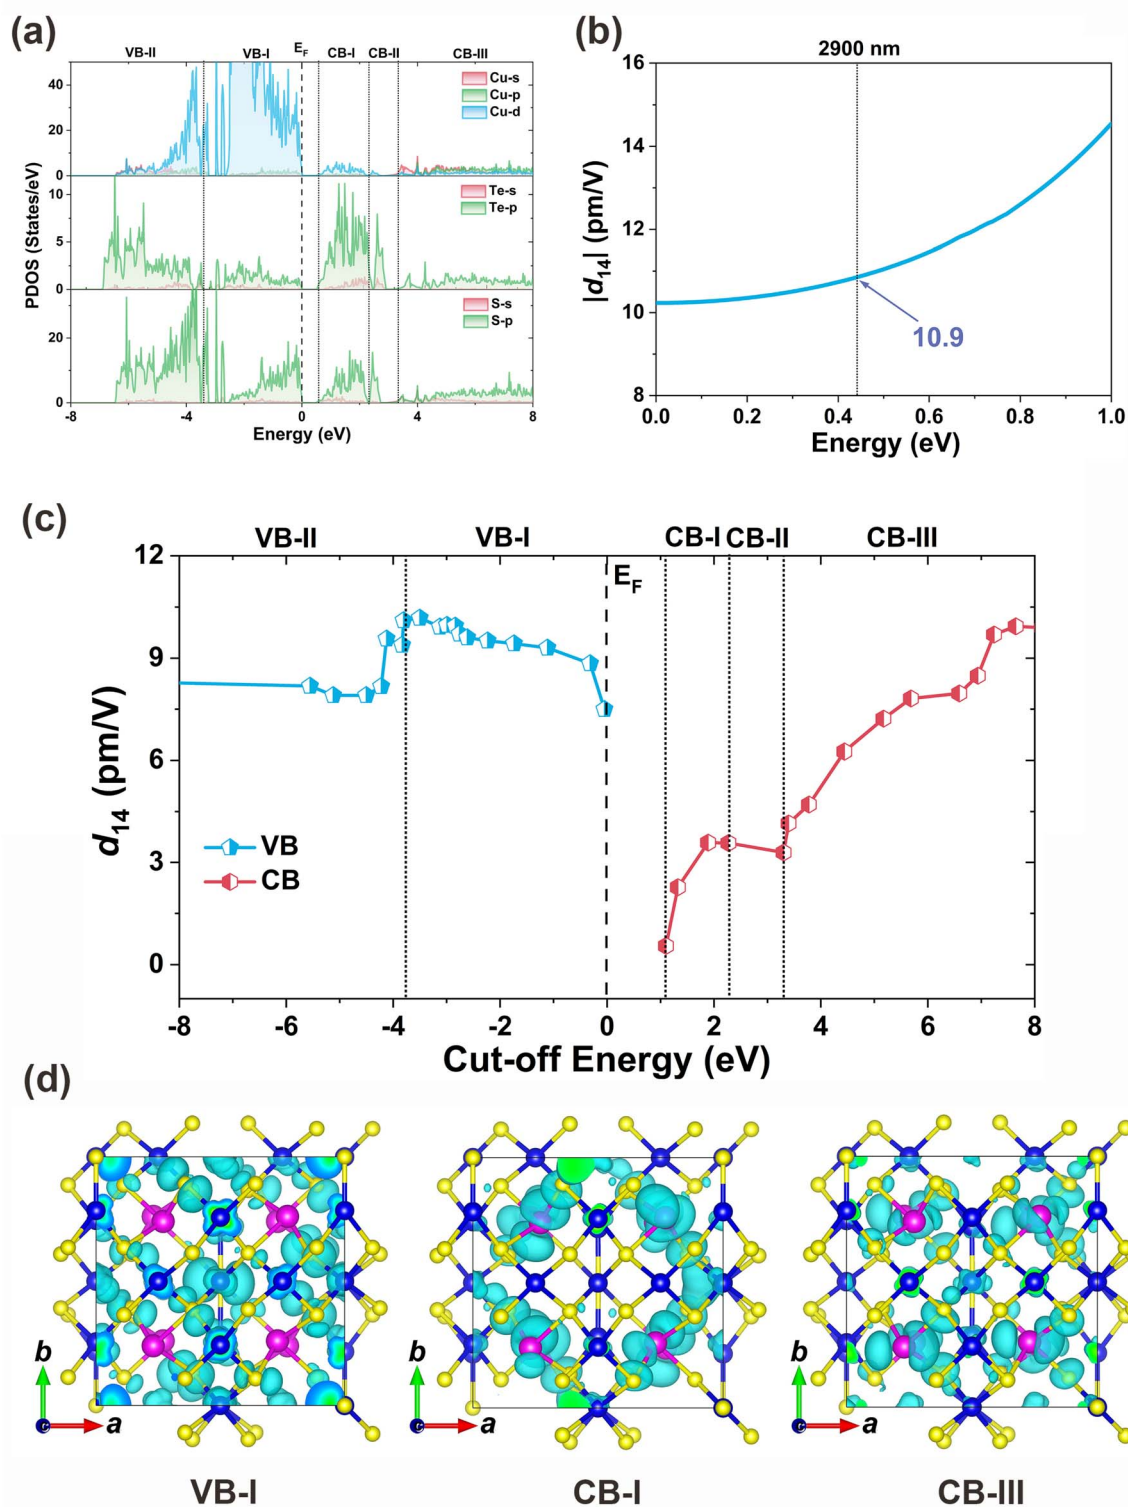 (a)
VB-II VB-I E_F CB-I CB-II CB-III
40
20
0
Cu-s
Cu-p
Cu-d
10
5
0
Te-s
Te-p
20
0
S-s
S-p
PDOS (States/eV)
-8 -4 0 4 8
Energy (eV)
(b)
2900 nm
16
14
12
10
8
|d14| (pm/V)
10.9
0.0 0.2 0.4 0.6 0.8 1.0
Energy (eV)
(c)
VB-II VB-I CB-I CB-II CB-III
E_F
12
9
6
3
0
d14 (pm/V)
VB
CB
-8 -6 -4 -2 0 2 4 6 8
Cut-off Energy (eV)
(d)
b b b
a a a
VB-I CB-I CB-III